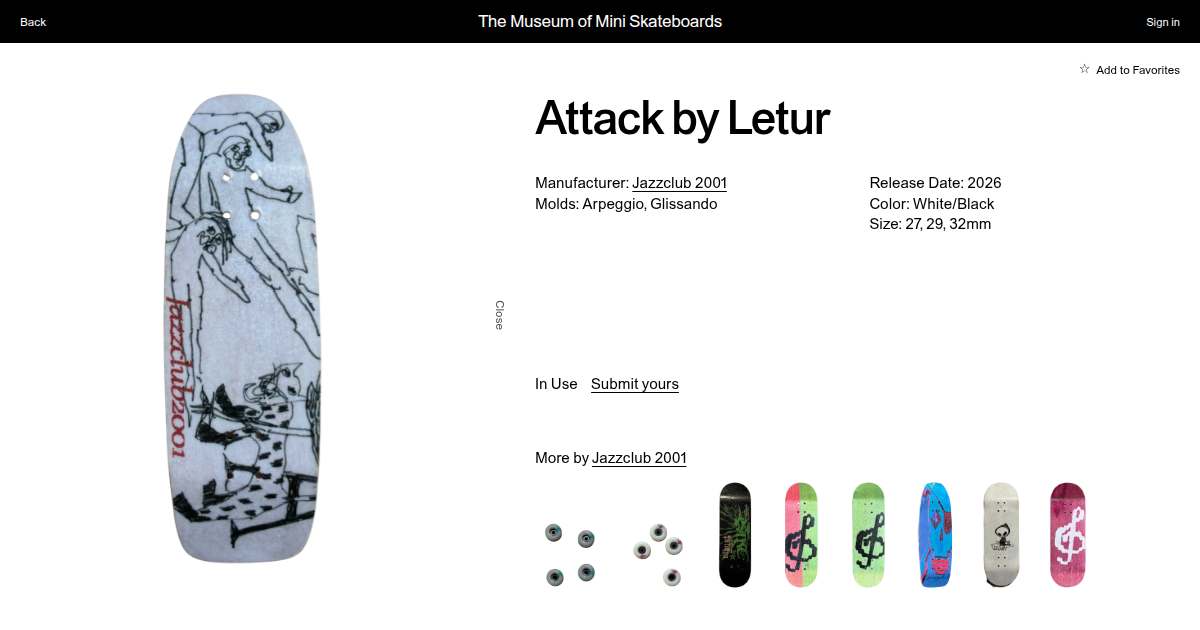 Back
The Museum of Mini Skateboards
Sign in
☆ Add to Favorites
Attack by Letur
Manufacturer: Jazzclub 2001
Molds: Arpeggio, Glissando
Release Date: 2026
Color: White/Black
Size: 27, 29, 32mm
Jazzclub2001
Close
In Use Submit yours
More by Jazzclub 2001